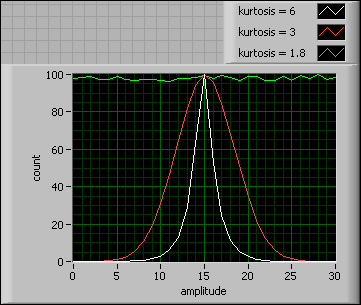 kurtosis = 6
kurtosis = 3
kurtosis = 1.8
100
80
60
40
20
0
count
0 5 10 15 20 25 30
amplitude